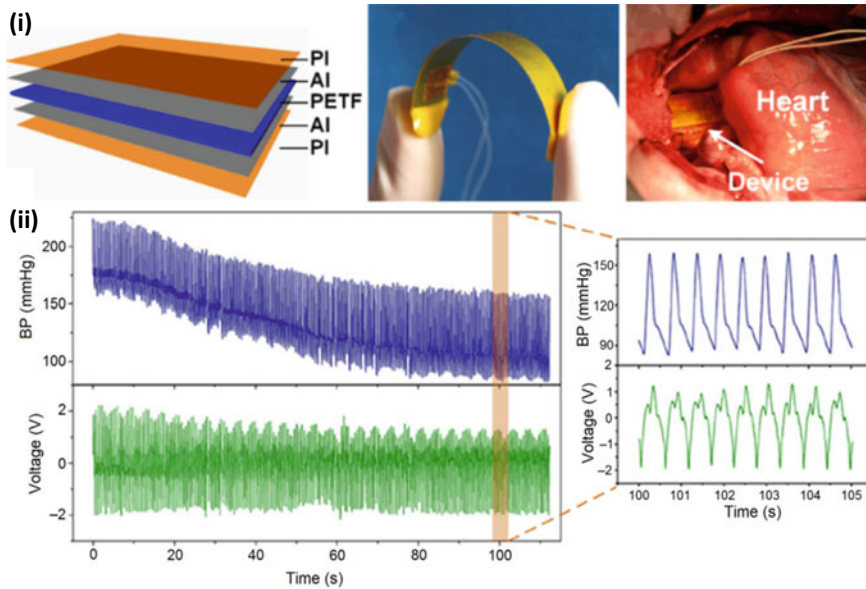 (i)
PI
Al
PETF
Al
PI
Heart
Device
(ii)
BP (mmHg)
200
150
100
Voltage (V)
2
0
−2
0
20
40
60
80
100
Time (s)
BP (mmHg)
150
120
90
2
Voltage (V)
1
0
−1
−2
100
101
102
103
104
105
Time (s)